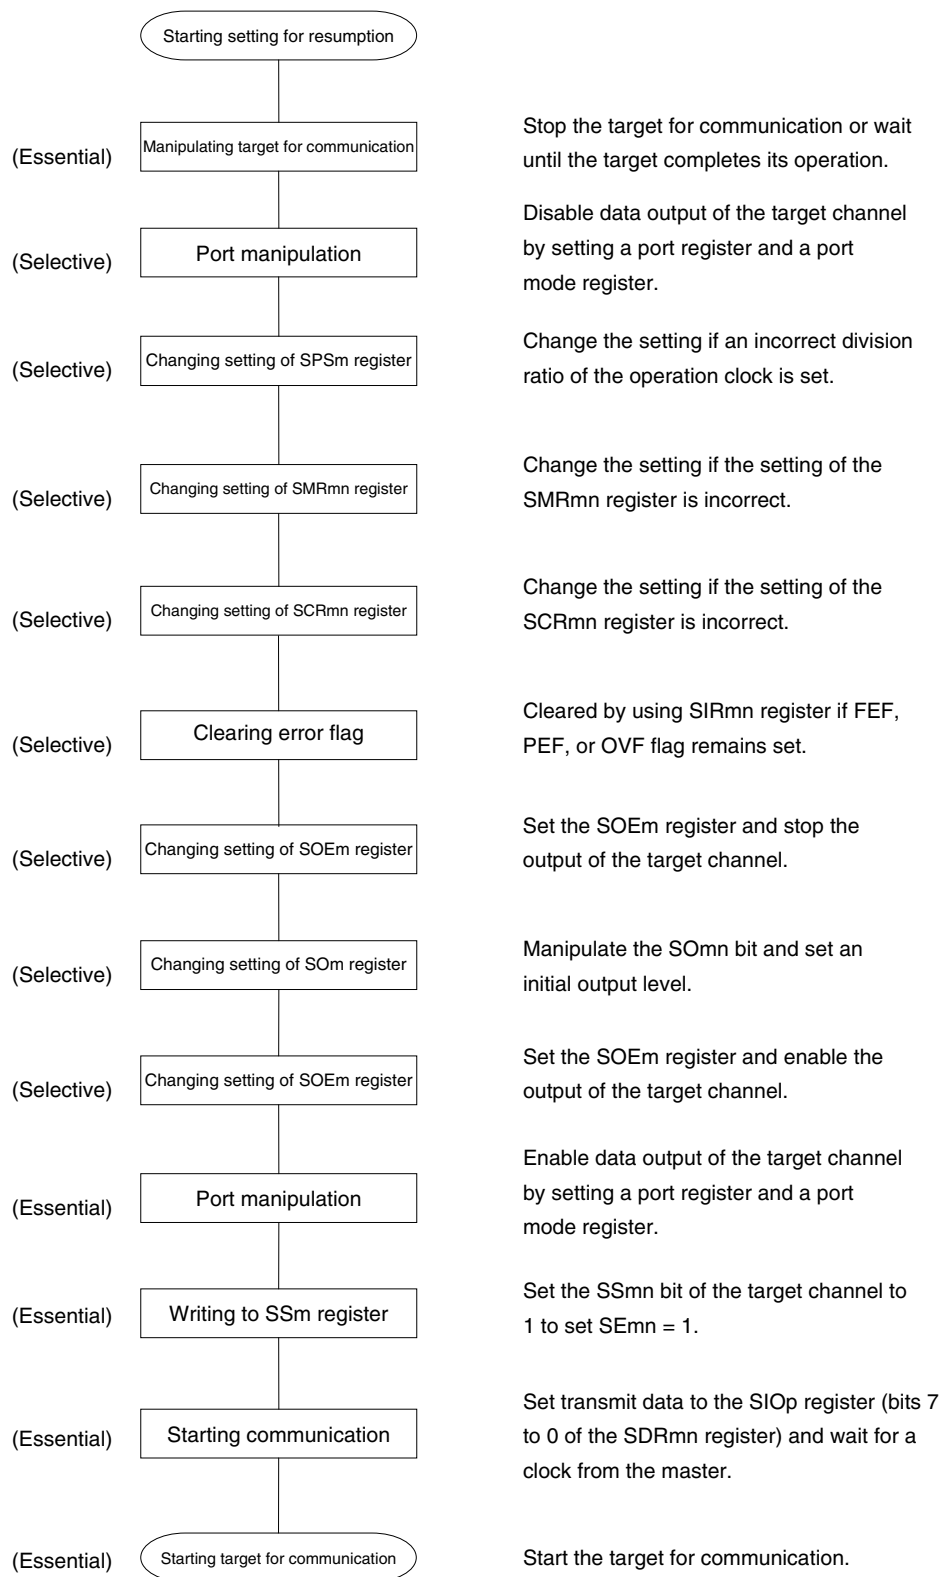 Starting setting for resumption
(Essential)
Manipulating target for communication
Stop the target for communication or wait
until the target completes its operation.
(Selective)
Port manipulation
Disable data output of the target channel
by setting a port register and a port
mode register.
(Selective)
Changing setting of SPSm register
Change the setting if an incorrect division
ratio of the operation clock is set.
(Selective)
Changing setting of SMRmn register
Change the setting if the setting of the
SMRmn register is incorrect.
(Selective)
Changing setting of SCRmn register
Change the setting if the setting of the
SCRmn register is incorrect.
(Selective)
Clearing error flag
Cleared by using SIRmn register if FEF,
PEF, or OVF flag remains set.
(Selective)
Changing setting of SOEm register
Set the SOEm register and stop the
output of the target channel.
(Selective)
Changing setting of SOm register
Manipulate the SOmn bit and set an
initial output level.
(Selective)
Changing setting of SOEm register
Set the SOEm register and enable the
output of the target channel.
(Essential)
Port manipulation
Enable data output of the target channel
by setting a port register and a port
mode register.
(Essential)
Writing to SSm register
Set the SSmn bit of the target channel to
1 to set SEmn = 1.
(Essential)
Starting communication
Set transmit data to the SIOp register (bits 7
to 0 of the SDRmn register) and wait for a
clock from the master.
(Essential)
Starting target for communication
Start the target for communication.